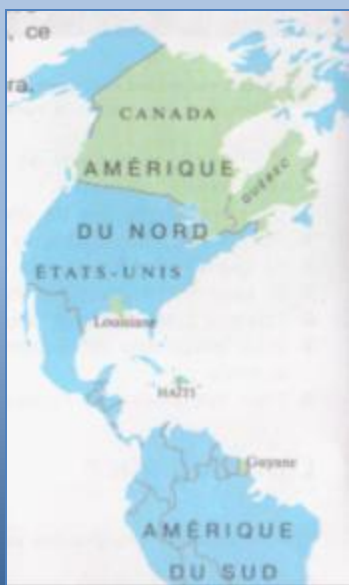 , ce
ra.
CANADA
AMÉRIQUE
QUÉBEC
DU NORD
ÉTATS-UNIS
Louisiane
HAÏTI
Guyane
AMÉRIQUE
DU SUD